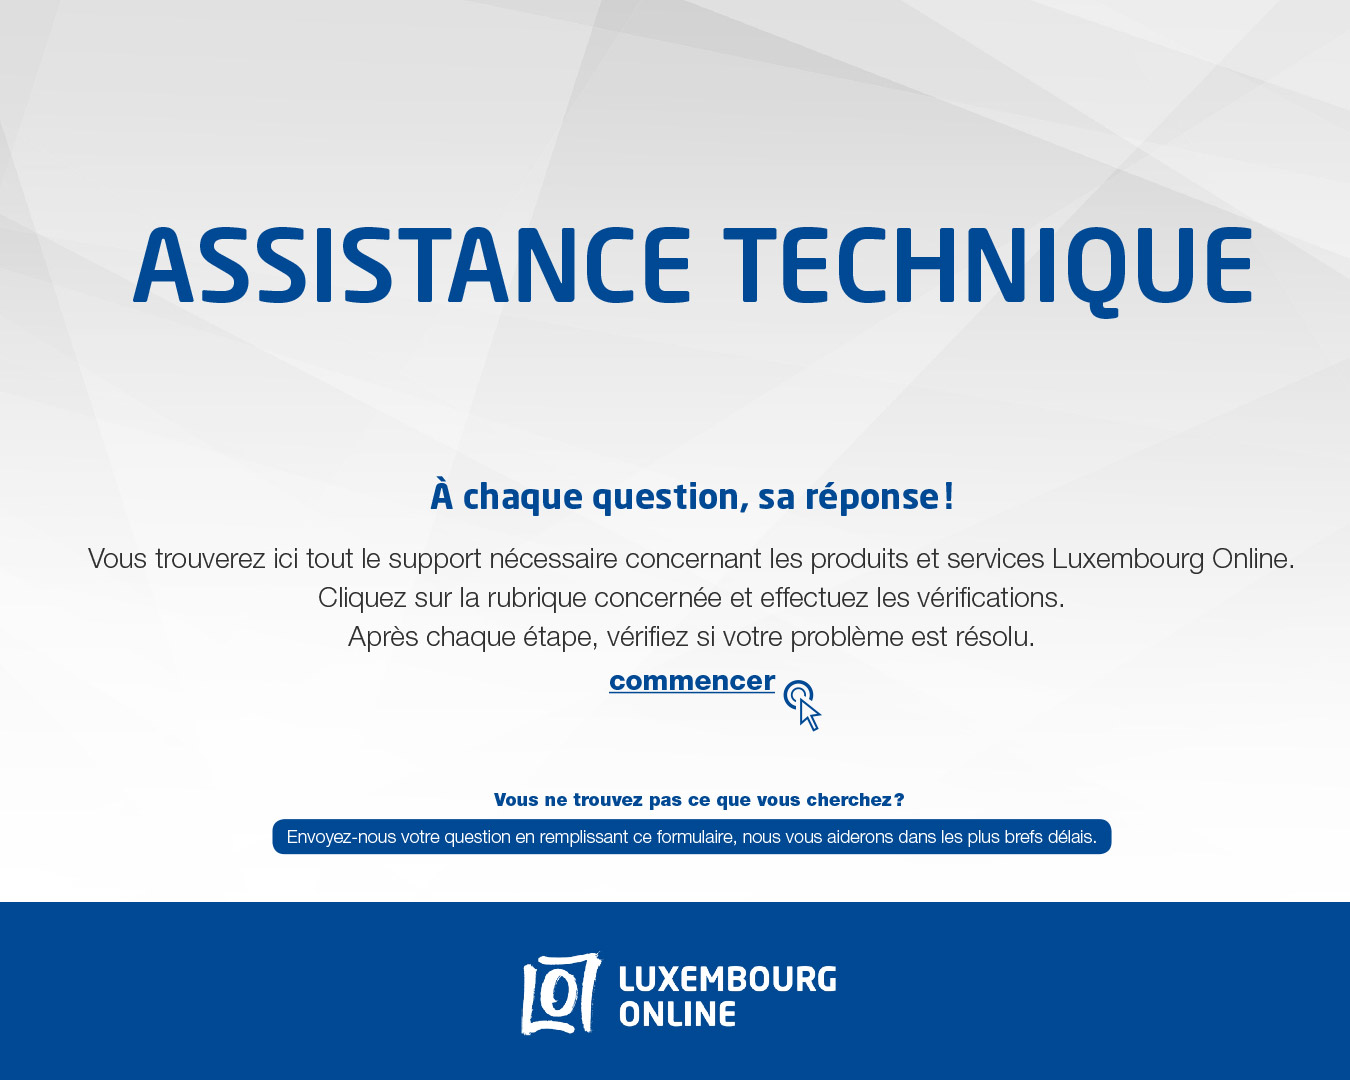 ASSISTANCE TECHNIQUE
À chaque question, sa réponse !
Vous trouverez ici tout le support nécessaire concernant les produits et services Luxembourg Online.
Cliquez sur la rubrique concernée et effectuez les vérifications.
Après chaque étape, vérifiez si votre problème est résolu.
commencer
Vous ne trouvez pas ce que vous cherchez ?
Envoyez-nous votre question en remplissant ce formulaire, nous vous aiderons dans les plus brefs délais.
LOL
LUXEMBOURG
ONLINE